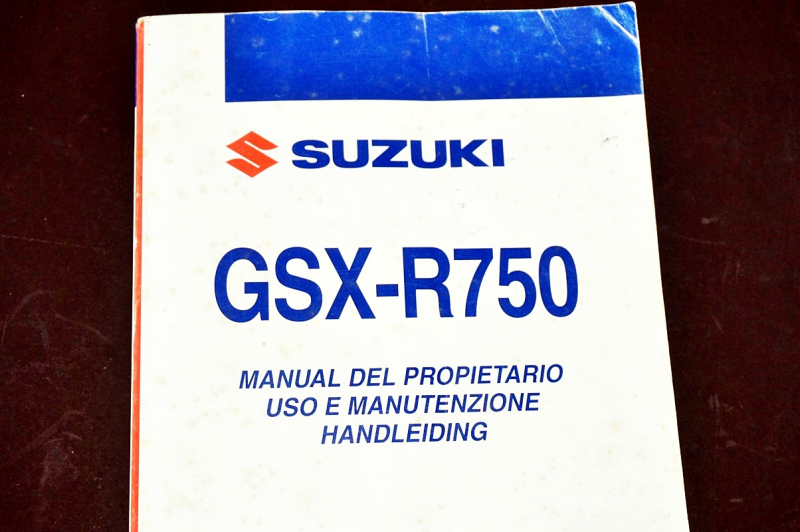 SUZUKI
GSX-R750
MANUAL DEL PROPIETARIO
USO E MANUTENZIONE
HANDLEIDING